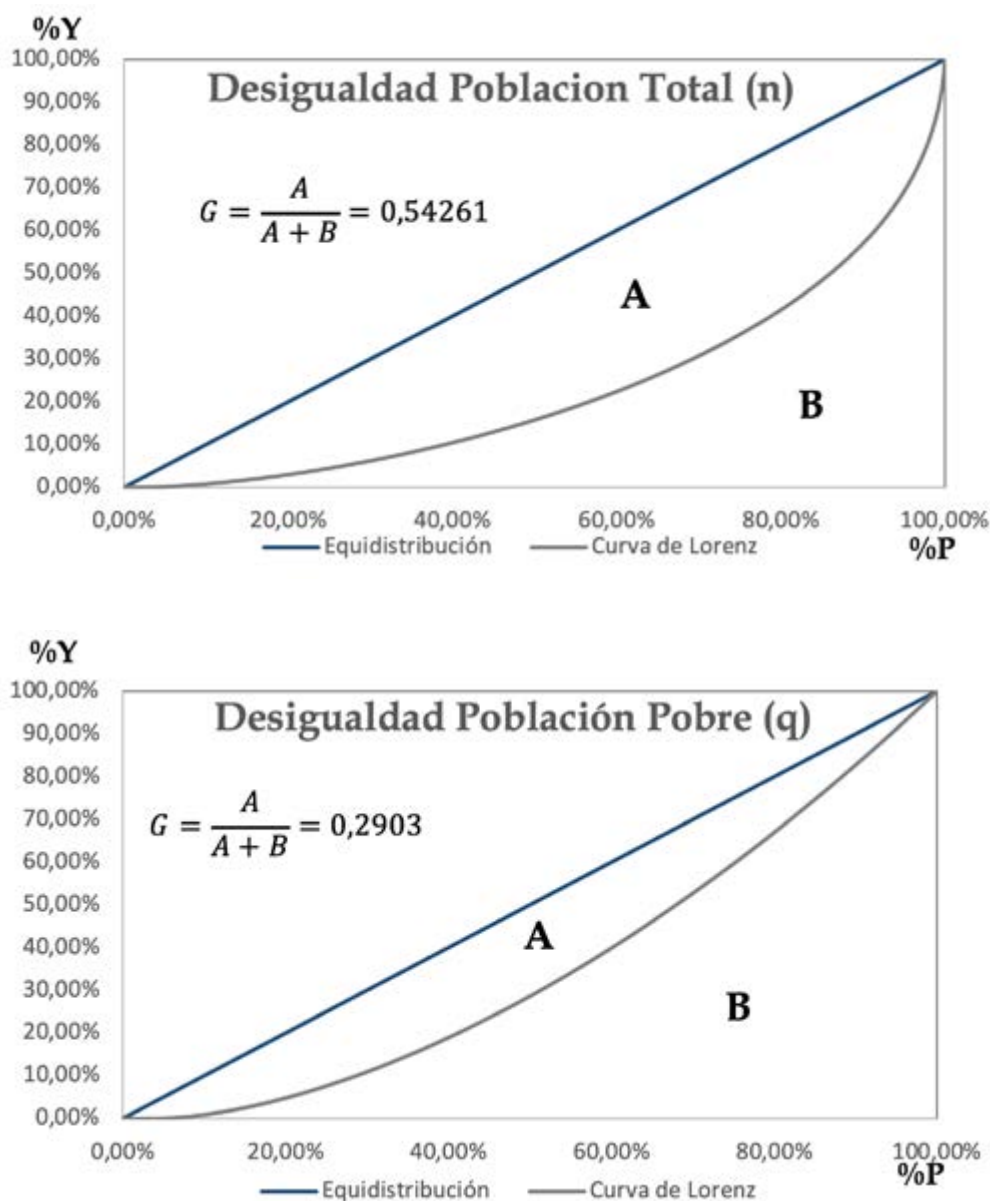 %Y
100,00%
Desigualdad Poblacion Total (n)
90,00%
80,00%
70,00%
G = A / (A + B) = 0,54261
60,00%
50,00%
A
40,00%
30,00%
20,00%
B
10,00%
0,00%
0,00% 20,00% 40,00% 60,00% 80,00% 100,00%
Equidistribución Curva de Lorenz
%P
%Y
100,00%
Desigualdad Población Pobre (q)
90,00%
80,00%
70,00%
G = A / (A + B) = 0,2903
60,00%
50,00%
A
40,00%
30,00%
B
20,00%
10,00%
0,00%
0,00% 20,00% 40,00% 60,00% 80,00% 100,00%
%P
Equidistribución Curva de Lorenz